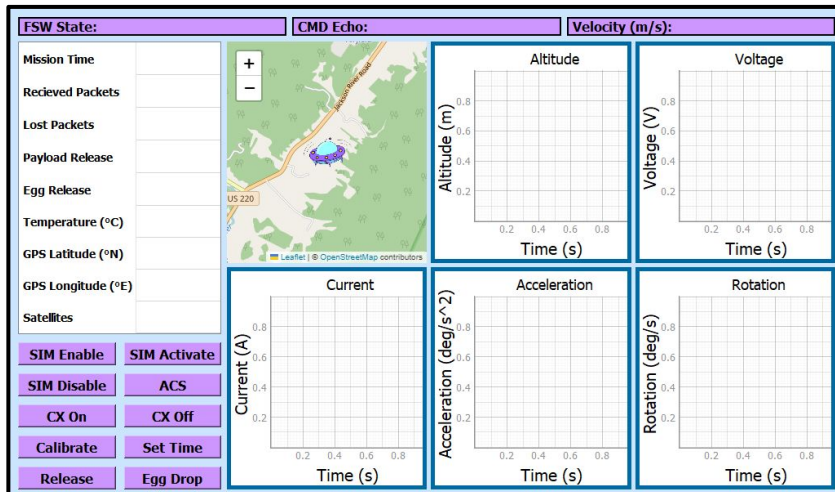 FSW State:
CMD Echo:
Velocity (m/s):
Mission Time
Recieved Packets
Lost Packets
Payload Release
Egg Release
Temperature (ºC)
GPS Latitude (ºN)
GPS Longitude (ºE)
Satellites
+
−
Jackson River Road
US 220
Leaflet | © OpenStreetMap contributors
Altitude
Altitude (m)
0.8
0.6
0.4
0.2
0.2 0.4 0.6 0.8
Time (s)
Voltage
Voltage (V)
0.8
0.6
0.4
0.2
0.2 0.4 0.6 0.8
Time (s)
SIM Enable
SIM Activate
SIM Disable
ACS
CX On
CX Off
Calibrate
Set Time
Release
Egg Drop
Current
Current (A)
0.8
0.6
0.4
0.2
0.2 0.4 0.6 0.8
Time (s)
Acceleration
Acceleration (deg/s^2)
0.8
0.6
0.4
0.2
0.2 0.4 0.6 0.8
Time (s)
Rotation
Rotation (deg/s)
0.8
0.6
0.4
0.2
0.2 0.4 0.6 0.8
Time (s)